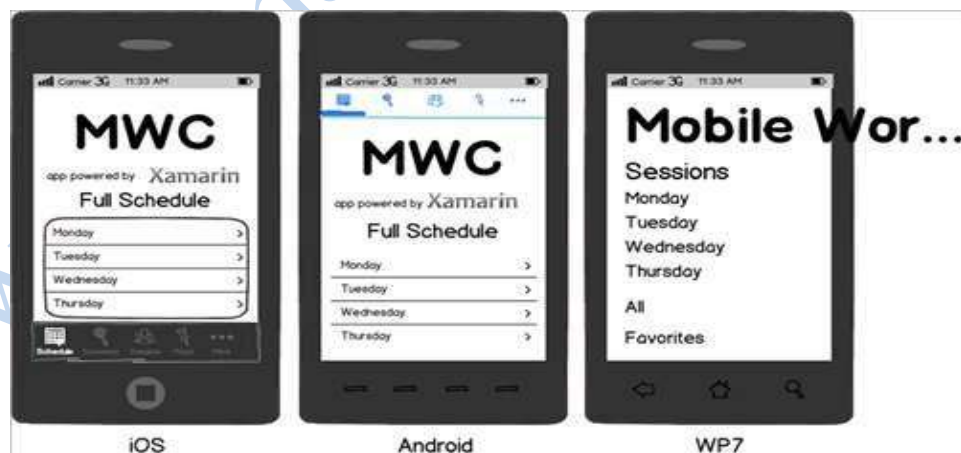 Carrier 3G 11:33 AM
MWC
app powered by Xamarin
Full Schedule
Monday >
Tuesday >
Wednesday >
Thursday >
Schedule
iOS
Carrier 3G 11:33 AM
MWC
app powered by Xamarin
Full Schedule
Monday >
Tuesday >
Wednesday >
Thursday >
Android
Carrier 3G 11:33 AM
Mobile Wor...
Sessions
Monday
Tuesday
Wednesday
Thursday
All
Favorites
WP7